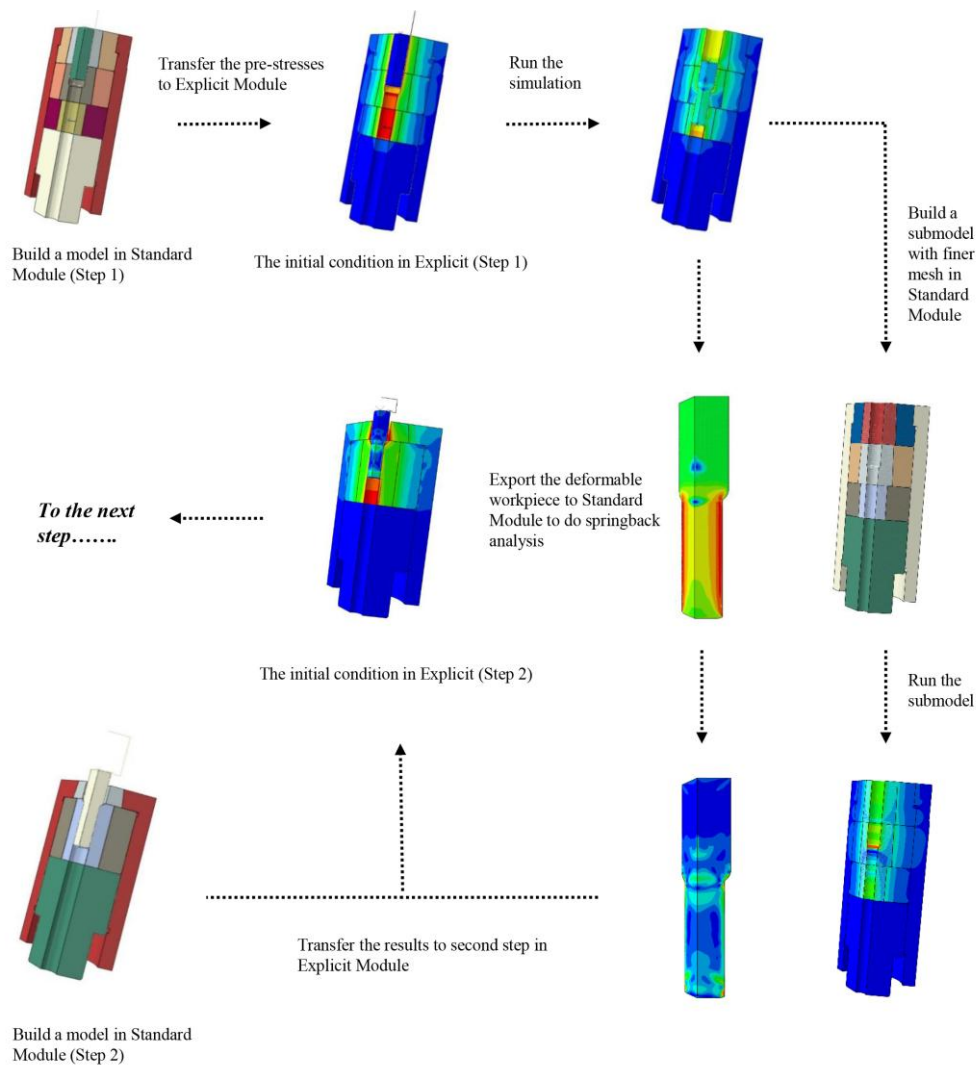 Transfer the pre-stresses
to Explicit Module
Run the
simulation
Build a model in Standard
Module (Step 1)
The initial condition in Explicit (Step 1)
Build a
submodel
with finer
mesh in
Standard
Module
To the next
step…….
Export the deformable
workpiece to Standard
Module to do springback
analysis
The initial condition in Explicit (Step 2)
Run the
submodel
Transfer the results to second step in
Explicit Module
Build a model in Standard
Module (Step 2)